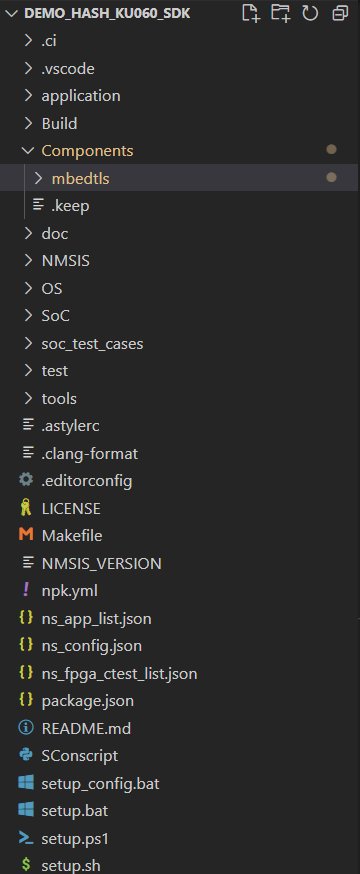 DEMO_HASH_KU060_SDK
.ci
.vscode
application
Build
Components
mbedtls
.keep
doc
NMSIS
OS
SoC
soc_test_cases
test
tools
.astylerc
.clang-format
.editorconfig
LICENSE
Makefile
NMSIS_VERSION
npk.yml
ns_app_list.json
ns_config.json
ns_fpga_ctest_list.json
package.json
README.md
SConscript
setup_config.bat
setup.bat
setup.ps1
setup.sh